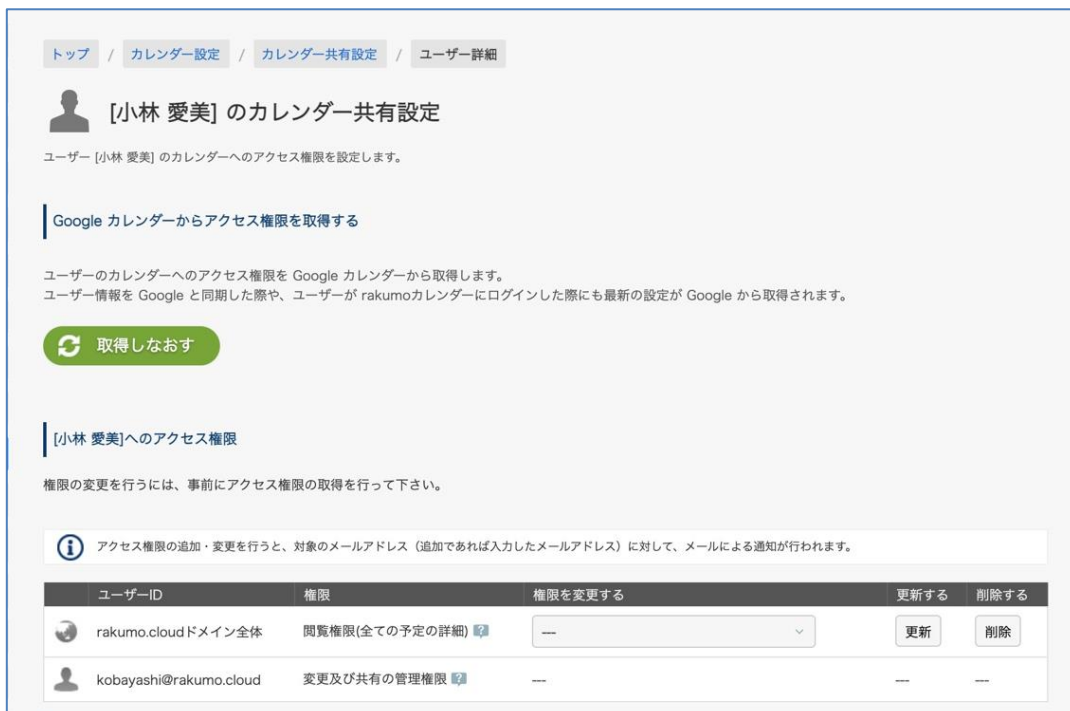 トップ / カレンダー設定 / カレンダー共有設定 / ユーザー詳細
[小林 愛美] のカレンダー共有設定
ユーザー [小林 愛美] のカレンダーへのアクセス権限を設定します。
Google カレンダーからアクセス権限を取得する
ユーザーのカレンダーへのアクセス権限を Google カレンダーから取得します。
ユーザー情報を Google と同期した際や、ユーザーが rakumoカレンダーにログインした際にも最新の設定が Google から取得されます。
取得しなおす
[小林 愛美]へのアクセス権限
権限の変更を行うには、事前にアクセス権限の取得を行って下さい。
アクセス権限の追加・変更を行うと、対象のメールアドレス（追加であれば入力したメールアドレス）に対して、メールによる通知が行われます。
ユーザーID 権限 権限を変更する 更新する 削除する
rakumo.cloudドメイン全体 閲覧権限(全ての予定の詳細) ? --- 更新 削除
kobayashi@rakumo.cloud 変更及び共有の管理権限 ? --- --- ---